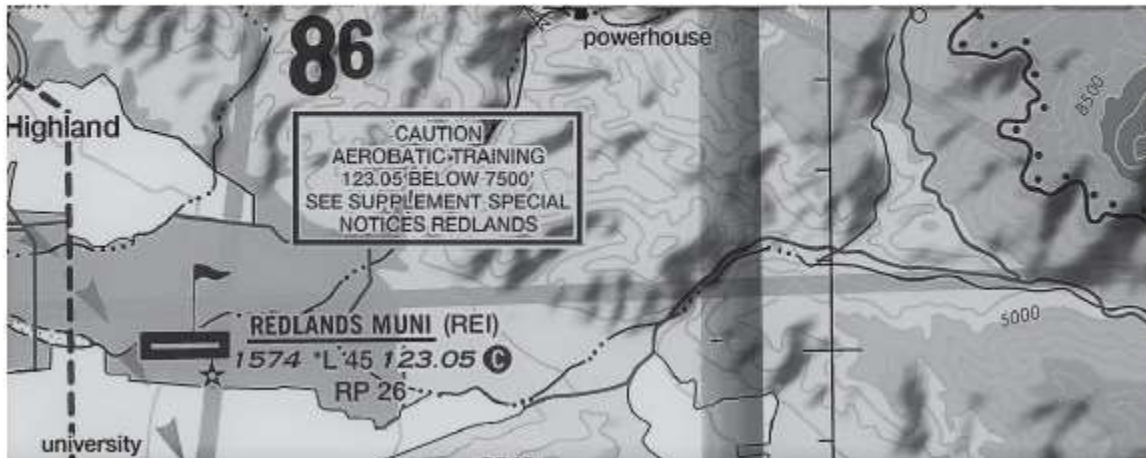 86
powerhouse
Highland
CAUTION
AEROBATIC TRAINING
123.05 BELOW 7500'
SEE SUPPLEMENT SPECIAL
NOTICES REDLANDS
8500
REDLANDS MUNI (REI)
1574 *L 45 123.05 C
RP 26
5000
university